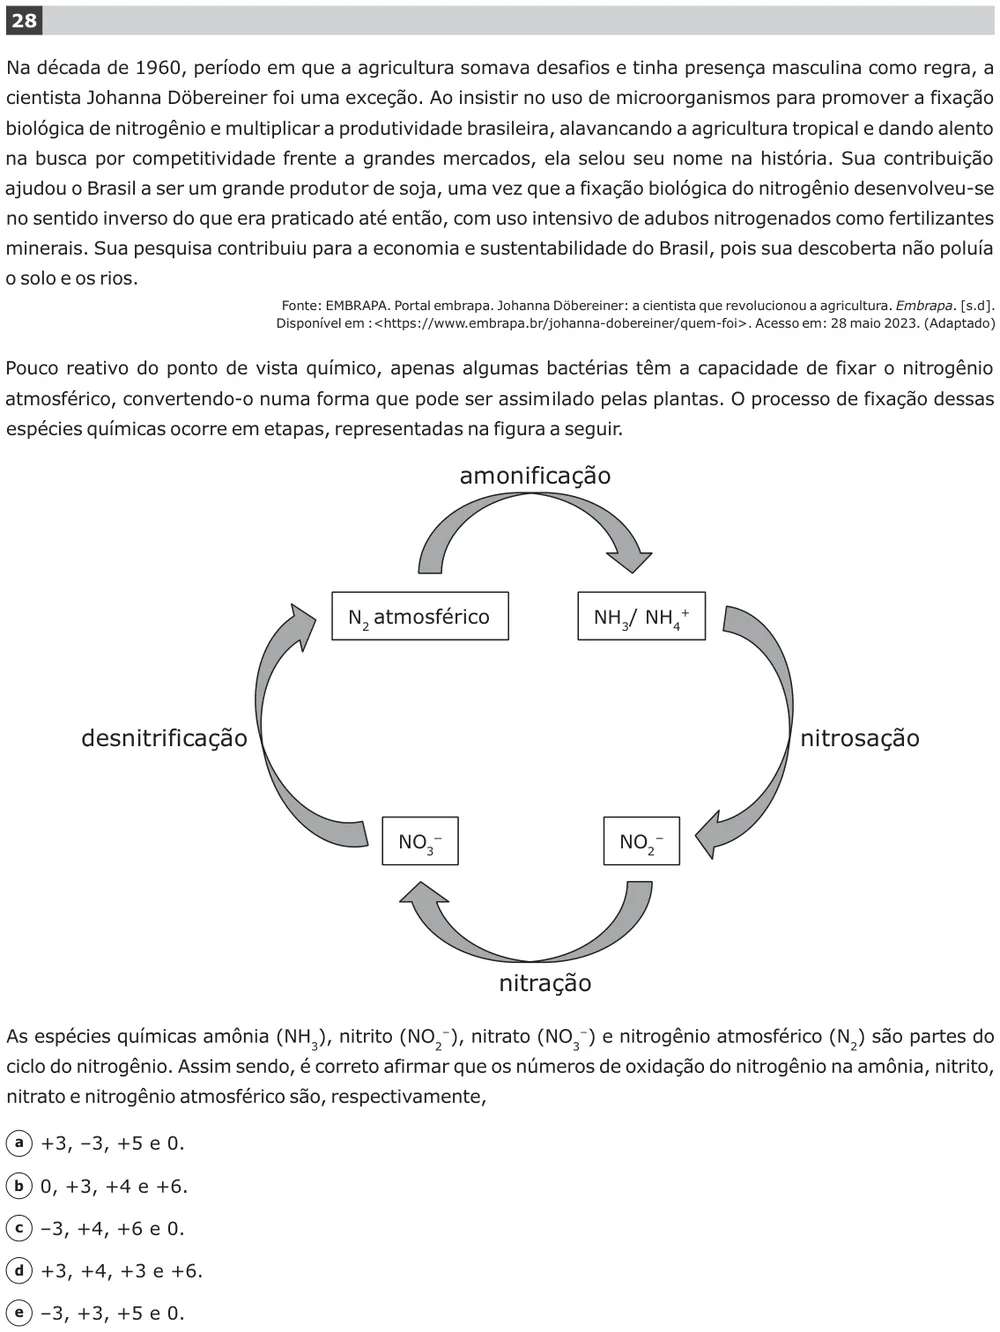 28
Na década de 1960, período em que a agricultura somava desafios e tinha presença masculina como regra, a
cientista Johanna Döbereiner foi uma exceção. Ao insistir no uso de microorganismos para promover a fixação
biológica de nitrogênio e multiplicar a produtividade brasileira, alavancando a agricultura tropical e dando alento
na busca por competitividade frente a grandes mercados, ela selou seu nome na história. Sua contribuição
ajudou o Brasil a ser um grande produtor de soja, uma vez que a fixação biológica do nitrogênio desenvolveu-se
no sentido inverso do que era praticado até então, com uso intensivo de adubos nitrogenados como fertilizantes
minerais. Sua pesquisa contribuiu para a economia e sustentabilidade do Brasil, pois sua descoberta não poluía
o solo e os rios.
Fonte: EMBRAPA. Portal embrapa. Johanna Döbereiner: a cientista que revolucionou a agricultura. Embrapa. [s.d].
Disponível em :<https://www.embrapa.br/johanna-dobereiner/quem-foi>. Acesso em: 28 maio 2023. (Adaptado)
Pouco reativo do ponto de vista químico, apenas algumas bactérias têm a capacidade de fixar o nitrogênio
atmosférico, convertendo-o numa forma que pode ser assimilado pelas plantas. O processo de fixação dessas
espécies químicas ocorre em etapas, representadas na figura a seguir.
amonificação
N₂ atmosférico
NH₃/ NH₄⁺
desnitrificação
nitrosação
NO₃⁻
NO₂⁻
nitração
As espécies químicas amônia (NH₃), nitrito (NO₂⁻), nitrato (NO₃⁻) e nitrogênio atmosférico (N₂) são partes do
ciclo do nitrogênio. Assim sendo, é correto afirmar que os números de oxidação do nitrogênio na amônia, nitrito,
nitrato e nitrogênio atmosférico são, respectivamente,
a +3, –3, +5 e 0.
b 0, +3, +4 e +6.
c –3, +4, +6 e 0.
d +3, +4, +3 e +6.
e –3, +3, +5 e 0.